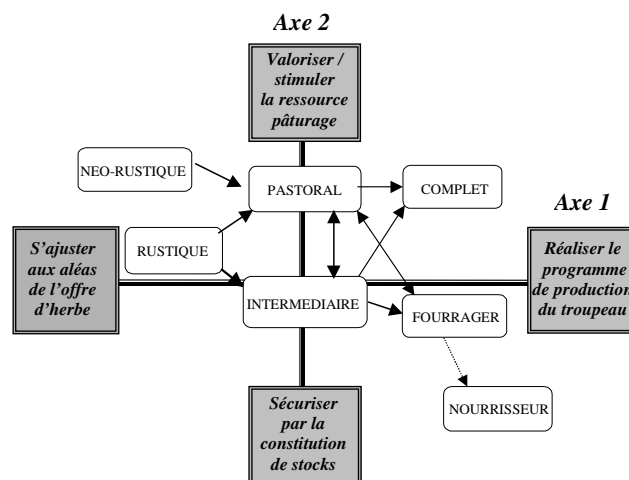 Axe 2
Valoriser /
stimuler
la ressource
pâturage
NEO-RUSTIQUE
PASTORAL
COMPLET
Axe 1
S’ajuster
aux aléas
de l’offre
d’herbe
RUSTIQUE
Réaliser le
programme
de production
du troupeau
INTERMEDIAIRE
FOURRAGER
NOURRISSEUR
Sécuriser
par la
constitution
de stocks